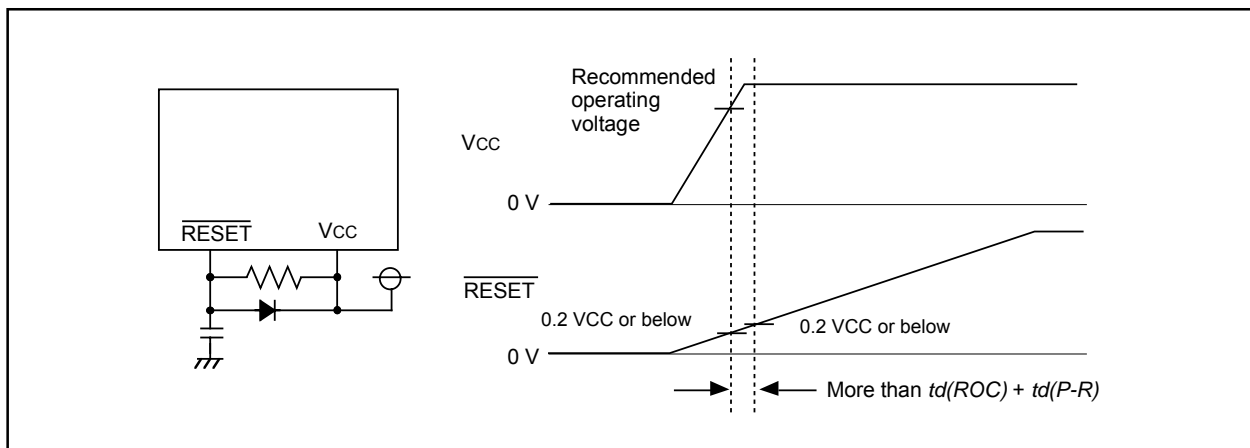 RESET
VCC
Recommended
operating
voltage
VCC
0 V
RESET
0.2 VCC or below
0.2 VCC or below
0 V
More than td(ROC) + td(P-R)